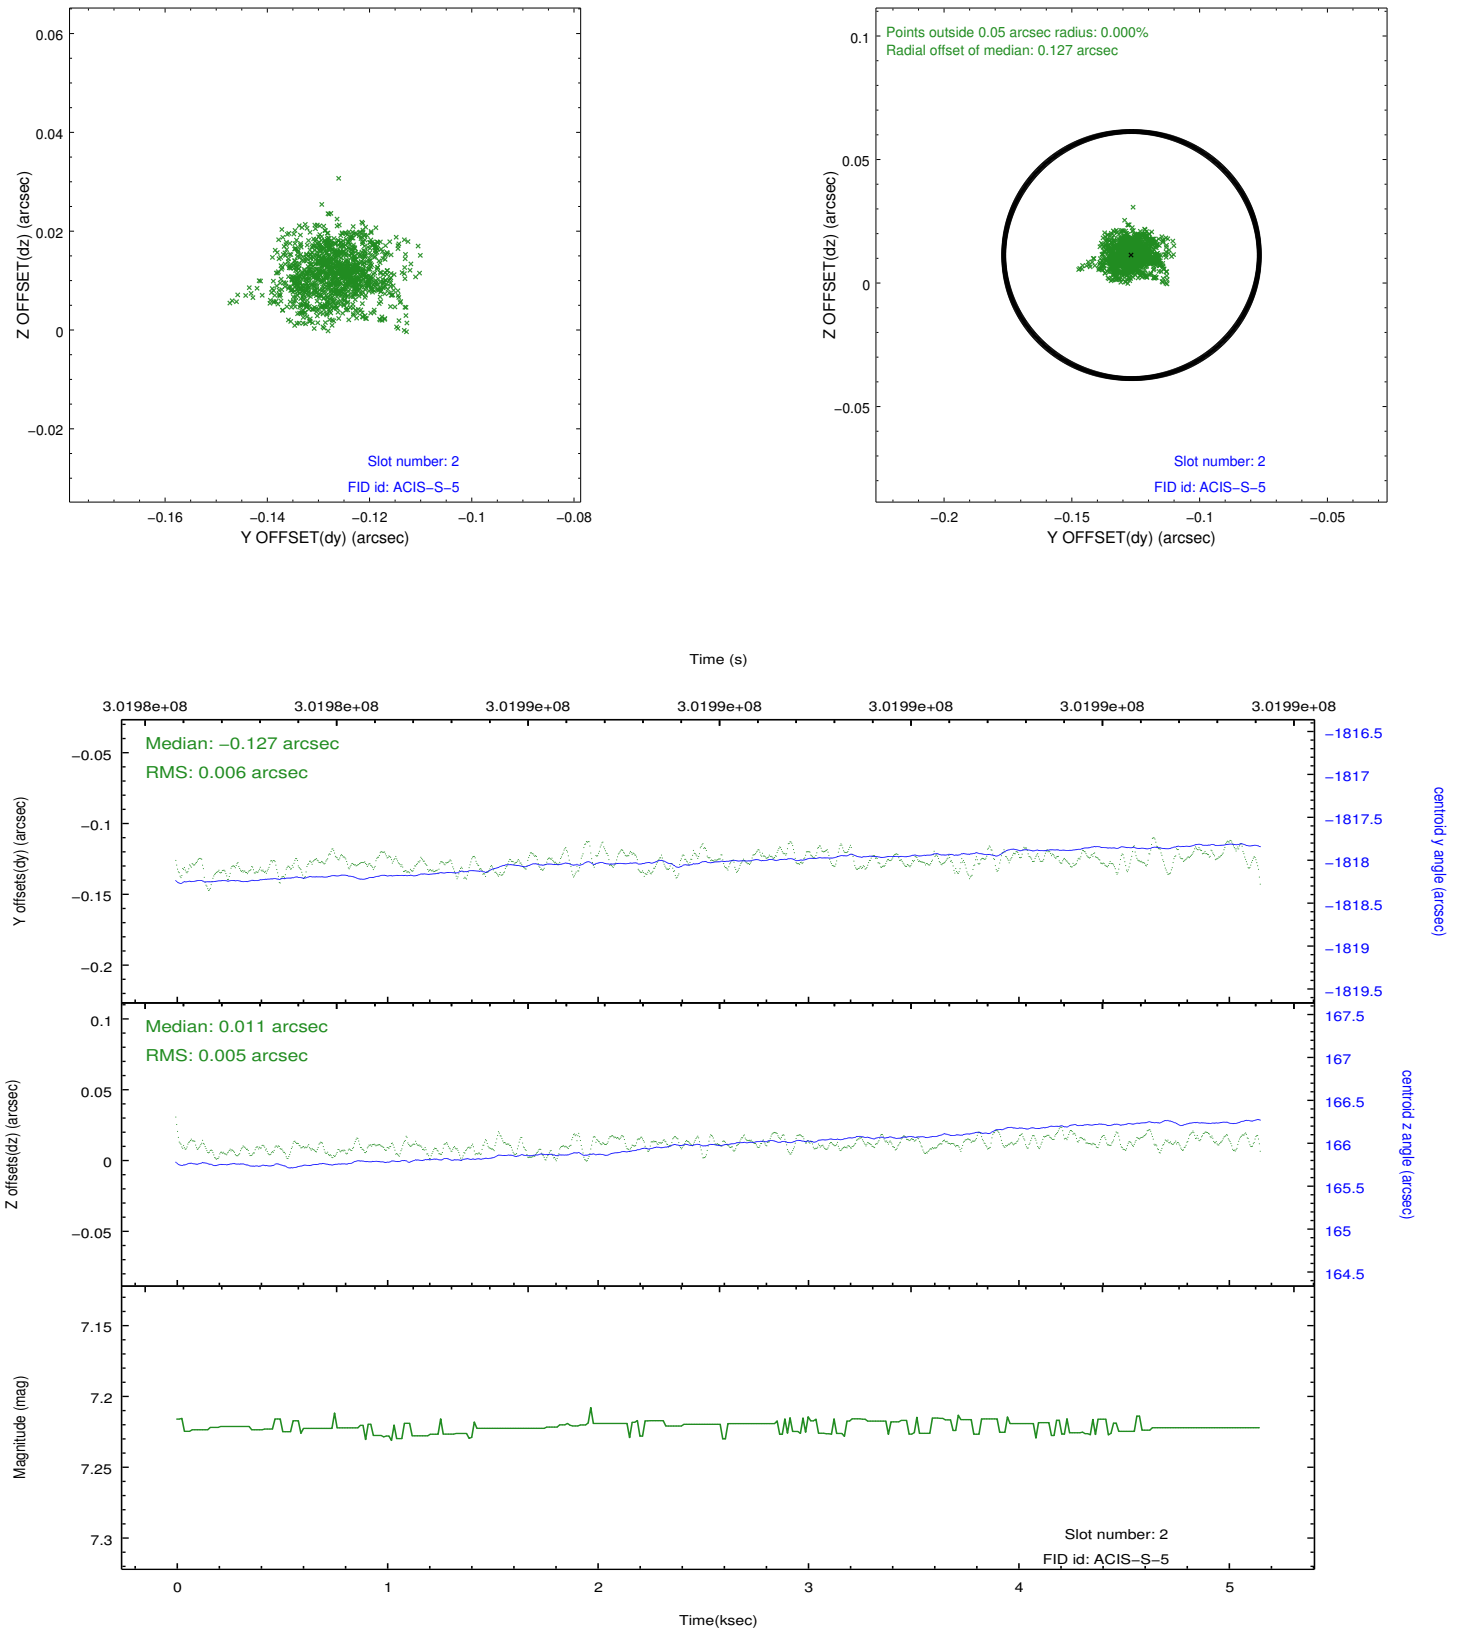 0.06
0.04
0.02
0
−0.02
Z OFFSET(dz) (arcsec)
Slot number: 2
FID id: ACIS−S−5
−0.16 −0.14 −0.12 −0.1 −0.08
Y OFFSET(dy) (arcsec)
Points outside 0.05 arcsec radius: 0.000%
Radial offset of median: 0.127 arcsec
0.1
0.05
0
−0.05
Z OFFSET(dz) (arcsec)
Slot number: 2
FID id: ACIS−S−5
−0.2 −0.15 −0.1 −0.05
Y OFFSET(dy) (arcsec)
Time (s)
3.0198e+08 3.0198e+08 3.0199e+08 3.0199e+08 3.0199e+08 3.0199e+08 3.0199e+08
Median: −0.127 arcsec
RMS: 0.006 arcsec
−0.05
−0.1
−0.15
−0.2
Y offsets(dy) (arcsec)
−1816.5
−1817
−1817.5
−1818
−1818.5
−1819
−1819.5
centroid y angle (arcsec)
Median: 0.011 arcsec
RMS: 0.005 arcsec
0.1
0.05
0
−0.05
Z offsets(dz) (arcsec)
167.5
167
166.5
166
165.5
165
164.5
centroid z angle (arcsec)
7.15
7.2
7.25
7.3
Magnitude (mag)
Slot number: 2
FID id: ACIS−S−5
0 1 2 3 4 5
Time(ksec)